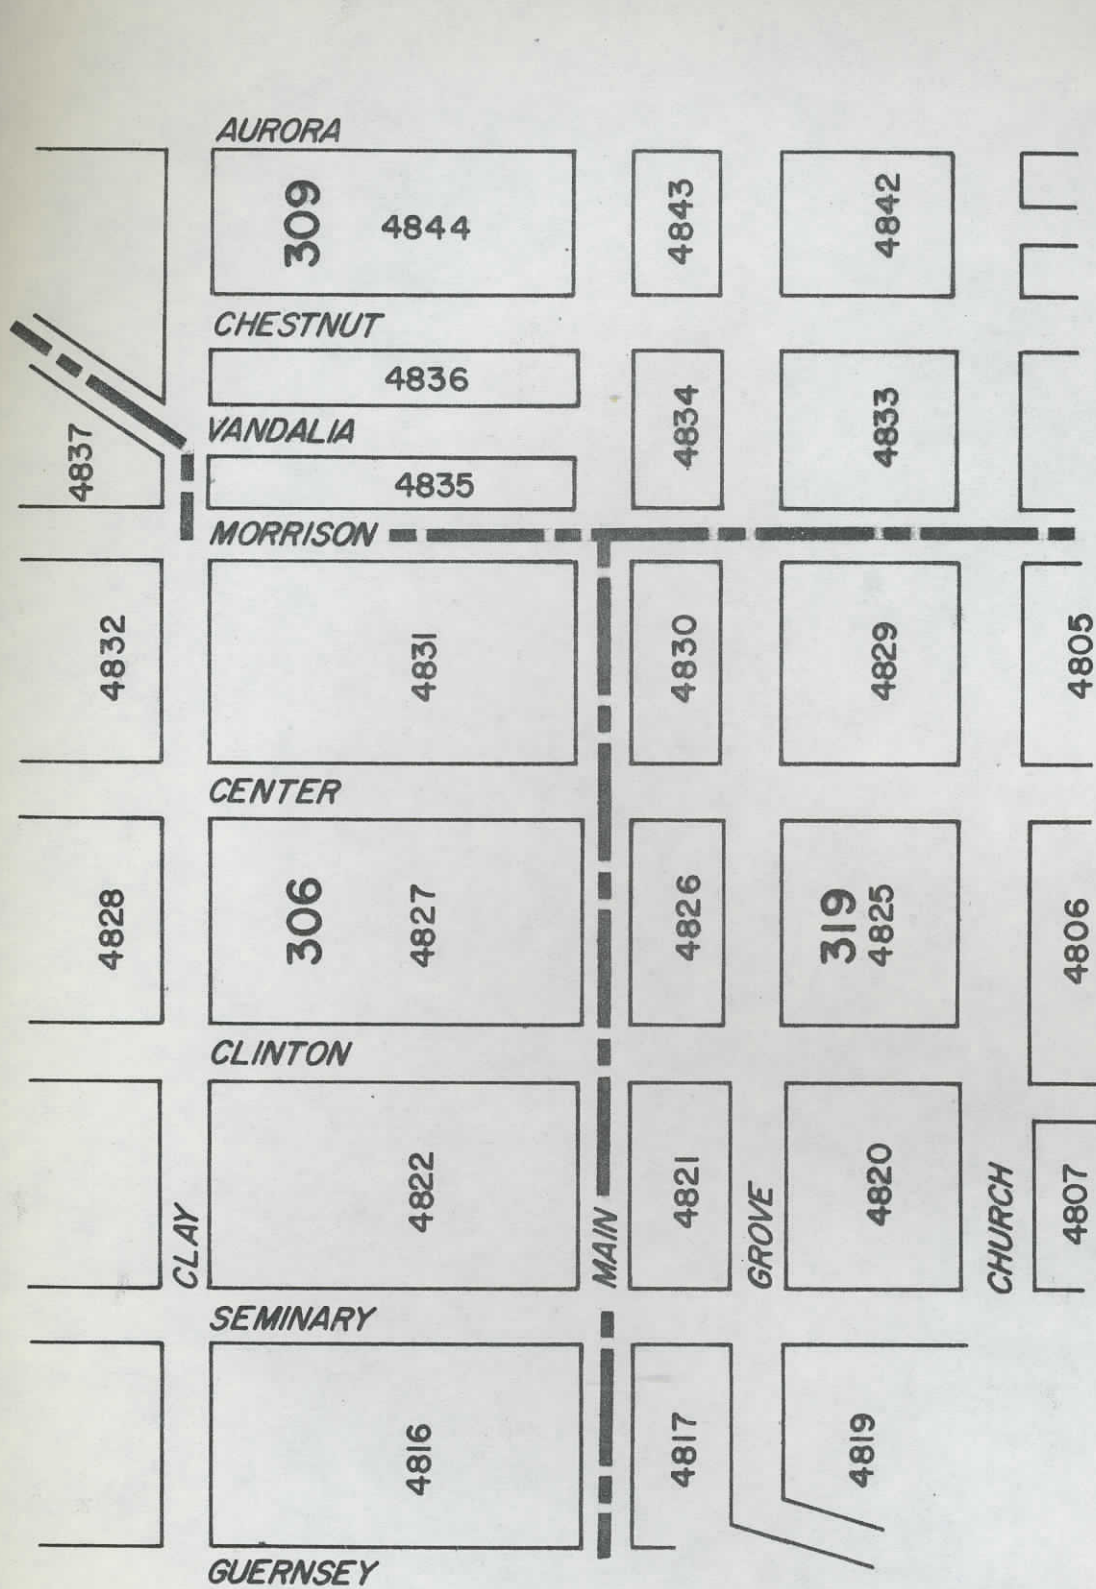 AURORA
309
4844
4843
4842
CHESTNUT
4836
4834
4833
VANDALIA
4837
4835
MORRISON
4832
4831
4830
4829
4805
CENTER
4828
306
4827
4826
319
4825
4806
CLINTON
4822
4821
4820
4807
CLAY
MAIN
GROVE
CHURCH
SEMINARY
4816
4817
4819
GUERNSEY